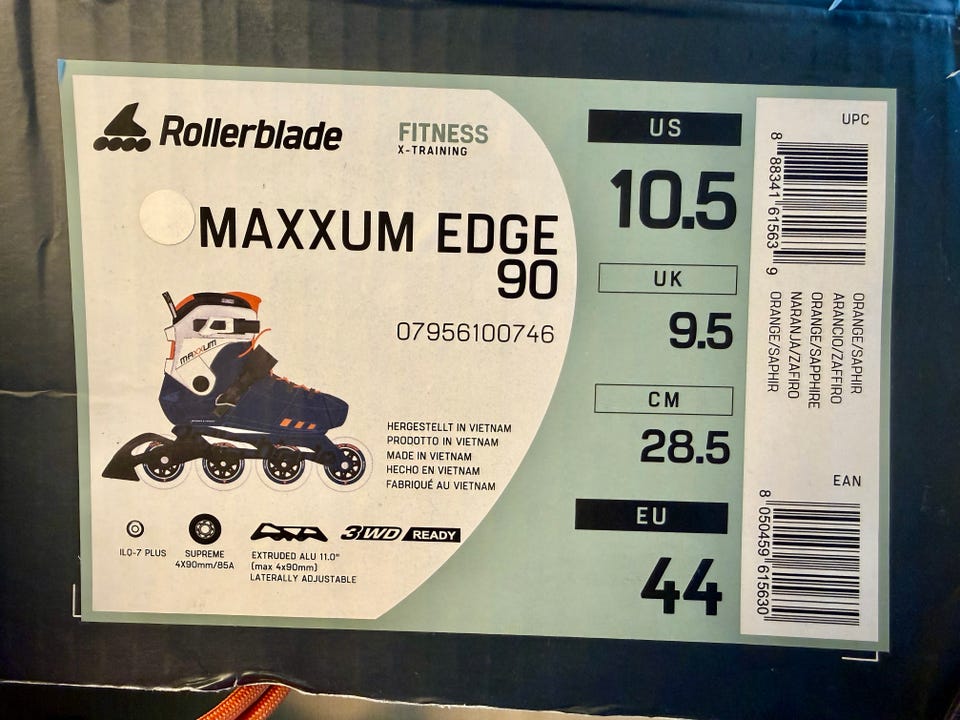 Rollerblade
FITNESS
X-TRAINING
MAXXUM EDGE
90
07956100746
MAXXUM
HERGESTELLT IN VIETNAM
PRODOTTO IN VIETNAM
MADE IN VIETNAM
HECHO EN VIETNAM
FABRIQUÉ AU VIETNAM
ILQ-7 PLUS
SUPREME
4X90mm/85A
EXTRUDED ALU 11.0"
(max 4x90mm)
LATERALLY ADJUSTABLE
3WD READY
US
10.5
UK
9.5
CM
28.5
EU
44
UPC
8 88341 61563 9
ORANGE/SAPHIR
ARANCIO/ZAFFIRO
ORANGE/SAPPHIRE
NARANJA/ZAFIRO
ORANGE/SAPHIR
EAN
8 050459 615630